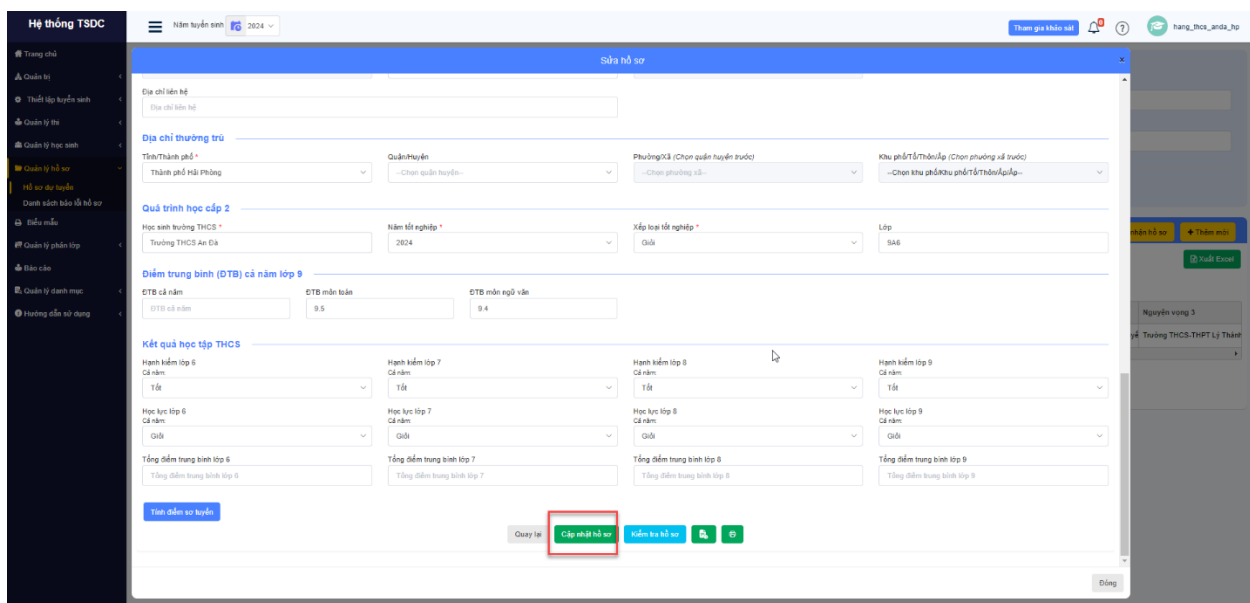 Hệ thống TSDC
Năm tuyển sinh 2024
Tham gia khảo sát
hang_thcs_anda_hp
Trang chủ
Quản trị
Thiết lập tuyển sinh
Quản lý thi
Quản lý học sinh
Quản lý hồ sơ
Hồ sơ dự tuyển
Danh sách báo lỗi hồ sơ
Biểu mẫu
Quản lý phân lớp
Báo cáo
Quản lý danh mục
Hướng dẫn sử dụng
Sửa hồ sơ
x
Địa chỉ liên hệ
Địa chỉ liên hệ
Địa chỉ thường trú
Tỉnh/Thành phố * Quận/Huyện Phường/Xã (Chọn quận huyện trước) Khu phố/Tổ/Thôn/Ấp (Chọn phường xã trước)
Thành phố Hải Phòng --Chọn quận huyện-- --Chọn phường xã-- --Chọn khu phố/Khu phố/Tổ/Thôn/Ấp/Ấp--
Quá trình học cấp 2
Học sinh trường THCS * Năm tốt nghiệp * Xếp loại tốt nghiệp * Lớp
Trường THCS An Đà 2024 Giỏi 9A6
Điểm trung bình (ĐTB) cả năm lớp 9
ĐTB cả năm ĐTB môn toán ĐTB môn ngữ văn
ĐTB cả năm 9.5 9.4
Kết quả học tập THCS
Hạnh kiểm lớp 6 Hạnh kiểm lớp 7 Hạnh kiểm lớp 8 Hạnh kiểm lớp 9
Cả năm: Cả năm: Cả năm: Cả năm:
Tốt Tốt Tốt Tốt
Học lực lớp 6 Học lực lớp 7 Học lực lớp 8 Học lực lớp 9
Cả năm: Cả năm: Cả năm: Cả năm:
Giỏi Giỏi Giỏi Giỏi
Tổng điểm trung bình lớp 6 Tổng điểm trung bình lớp 7 Tổng điểm trung bình lớp 8 Tổng điểm trung bình lớp 9
Tổng điểm trung bình lớp 6 Tổng điểm trung bình lớp 7 Tổng điểm trung bình lớp 8 Tổng điểm trung bình lớp 9
Tính điểm sơ tuyển
Quay lại Cập nhật hồ sơ Kiểm tra hồ sơ
Đóng
nhận hồ sơ + Thêm mới
Xuất Excel
Nguyện vọng 3
Trường THCS-THPT Lý Thánh